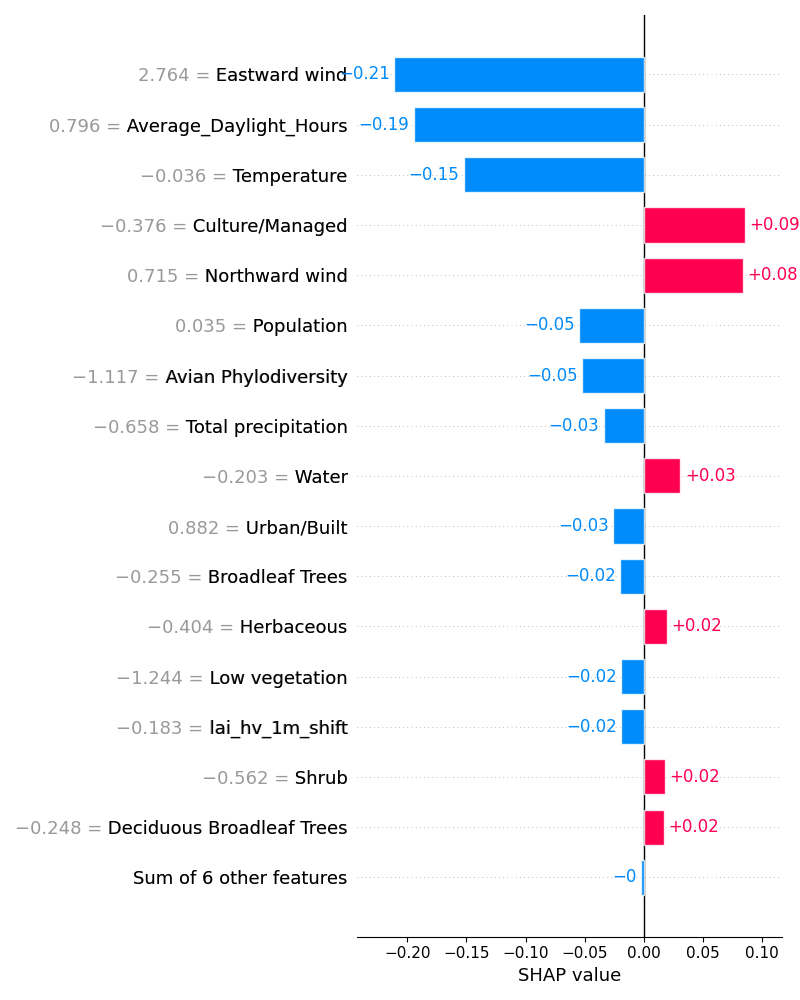 2.764 = Eastward wind −0.21
0.796 = Average_Daylight_Hours −0.19
−0.036 = Temperature −0.15
−0.376 = Culture/Managed +0.09
0.715 = Northward wind +0.08
0.035 = Population −0.05
−1.117 = Avian Phylodiversity −0.05
−0.658 = Total precipitation −0.03
−0.203 = Water +0.03
0.882 = Urban/Built −0.03
−0.255 = Broadleaf Trees −0.02
−0.404 = Herbaceous +0.02
−1.244 = Low vegetation −0.02
−0.183 = lai_hv_1m_shift −0.02
−0.562 = Shrub +0.02
−0.248 = Deciduous Broadleaf Trees +0.02
Sum of 6 other features −0
−0.20 −0.15 −0.10 −0.05 0.00 0.05 0.10
SHAP value